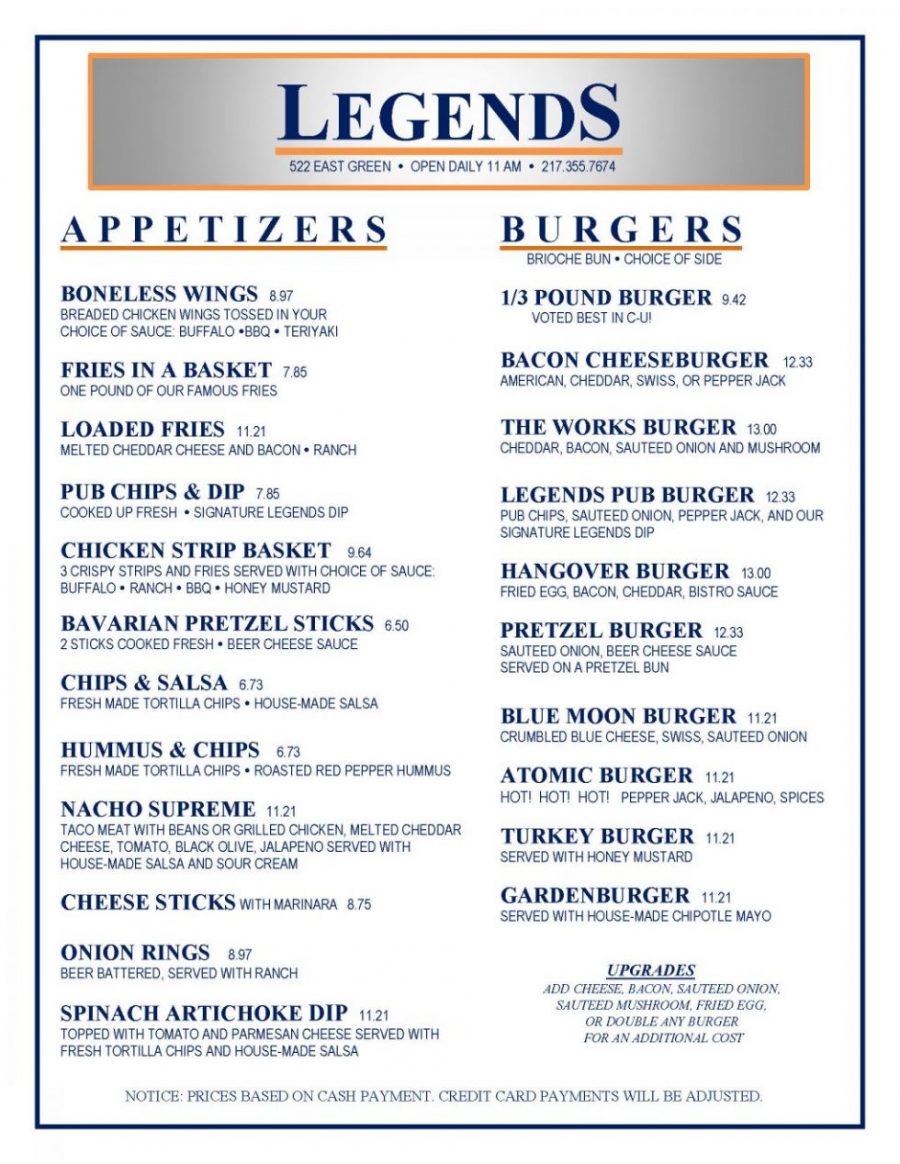 LEGENDS
522 EAST GREEN • OPEN DAILY 11 AM • 217.355.7674
APPETIZERS
BONELESS WINGS 8.97
BREADED CHICKEN WINGS TOSSED IN YOUR
CHOICE OF SAUCE: BUFFALO •BBQ • TERIYAKI
FRIES IN A BASKET 7.85
ONE POUND OF OUR FAMOUS FRIES
LOADED FRIES 11.21
MELTED CHEDDAR CHEESE AND BACON • RANCH
PUB CHIPS & DIP 7.85
COOKED UP FRESH • SIGNATURE LEGENDS DIP
CHICKEN STRIP BASKET 9.64
3 CRISPY STRIPS AND FRIES SERVED WITH CHOICE OF SAUCE:
BUFFALO • RANCH • BBQ • HONEY MUSTARD
BAVARIAN PRETZEL STICKS 6.50
2 STICKS COOKED FRESH • BEER CHEESE SAUCE
CHIPS & SALSA 6.73
FRESH MADE TORTILLA CHIPS • HOUSE-MADE SALSA
HUMMUS & CHIPS 6.73
FRESH MADE TORTILLA CHIPS • ROASTED RED PEPPER HUMMUS
NACHO SUPREME 11.21
TACO MEAT WITH BEANS OR GRILLED CHICKEN, MELTED CHEDDAR
CHEESE, TOMATO, BLACK OLIVE, JALAPENO SERVED WITH
HOUSE-MADE SALSA AND SOUR CREAM
CHEESE STICKS WITH MARINARA 8.75
ONION RINGS 8.97
BEER BATTERED, SERVED WITH RANCH
SPINACH ARTICHOKE DIP 11.21
TOPPED WITH TOMATO AND PARMESAN CHEESE SERVED WITH
FRESH TORTILLA CHIPS AND HOUSE-MADE SALSA
BURGERS
BRIOCHE BUN • CHOICE OF SIDE
1/3 POUND BURGER 9.42
VOTED BEST IN C-U!
BACON CHEESEBURGER 12.33
AMERICAN, CHEDDAR, SWISS, OR PEPPER JACK
THE WORKS BURGER 13.00
CHEDDAR, BACON, SAUTEED ONION AND MUSHROOM
LEGENDS PUB BURGER 12.33
PUB CHIPS, SAUTEED ONION, PEPPER JACK, AND OUR
SIGNATURE LEGENDS DIP
HANGOVER BURGER 13.00
FRIED EGG, BACON, CHEDDAR, BISTRO SAUCE
PRETZEL BURGER 12.33
SAUTEED ONION, BEER CHEESE SAUCE
SERVED ON A PRETZEL BUN
BLUE MOON BURGER 11.21
CRUMBLED BLUE CHEESE, SWISS, SAUTEED ONION
ATOMIC BURGER 11.21
HOT! HOT! HOT! PEPPER JACK, JALAPENO, SPICES
TURKEY BURGER 11.21
SERVED WITH HONEY MUSTARD
GARDENBURGER 11.21
SERVED WITH HOUSE-MADE CHIPOTLE MAYO
UPGRADES
ADD CHEESE, BACON, SAUTEED ONION,
SAUTEED MUSHROOM, FRIED EGG,
OR DOUBLE ANY BURGER
FOR AN ADDITIONAL COST
NOTICE: PRICES BASED ON CASH PAYMENT. CREDIT CARD PAYMENTS WILL BE ADJUSTED.